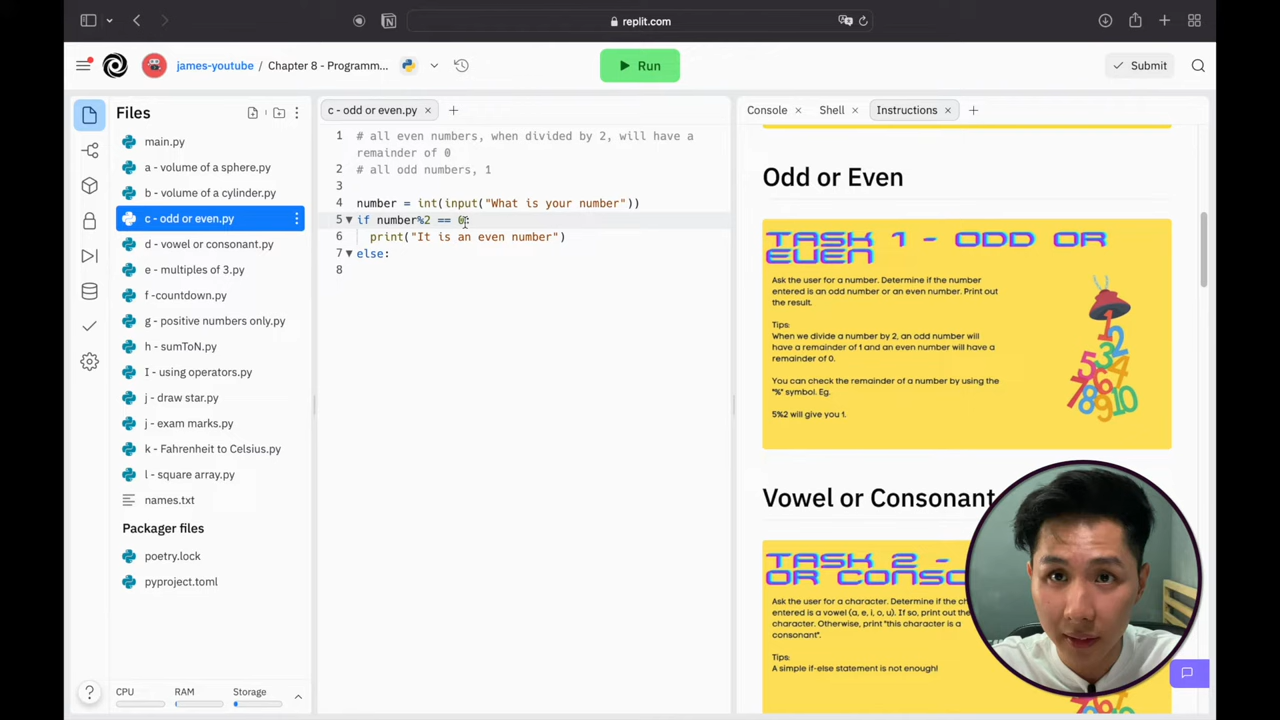 replit.com
james-youtube / Chapter 8 - Programm...
Run
Submit
Files
main.py
a - volume of a sphere.py
b - volume of a cylinder.py
c - odd or even.py
d - vowel or consonant.py
e - multiples of 3.py
f -countdown.py
g - positive numbers only.py
h - sumToN.py
I - using operators.py
j - draw star.py
j - exam marks.py
k - Fahrenheit to Celsius.py
l - square array.py
names.txt
Packager files
poetry.lock
pyproject.toml
?
CPU RAM Storage
c - odd or even.py
1 # all even numbers, when divided by 2, will have a
remainder of 0
2 # all odd numbers, 1
3
4 number = int(input("What is your number"))
5 if number%2 == 0:
6 print("It is an even number")
7 else:
8
Console Shell Instructions
Odd or Even
TASK 1 - ODD OR
EVEN
Ask the user for a number. Determine if the number
entered is an odd number or an even number. Print out
the result.
Tips:
When we divide a number by 2, an odd number will
have a remainder of 1 and an even number will have a
remainder of 0.
You can check the remainder of a number by using the
"%" symbol. Eg.
5%2 will give you 1.
1
2
3
5
4
7
6
8
9
10
Vowel or Consonant
TASK 2 -
OR CONSO
Ask the user for a character. Determine if the ch
entered is a vowel (a, e, i, o, u). If so, print out the
character. Otherwise, print "this character is a
consonant".
Tips:
A simple if-else statement is not enough!